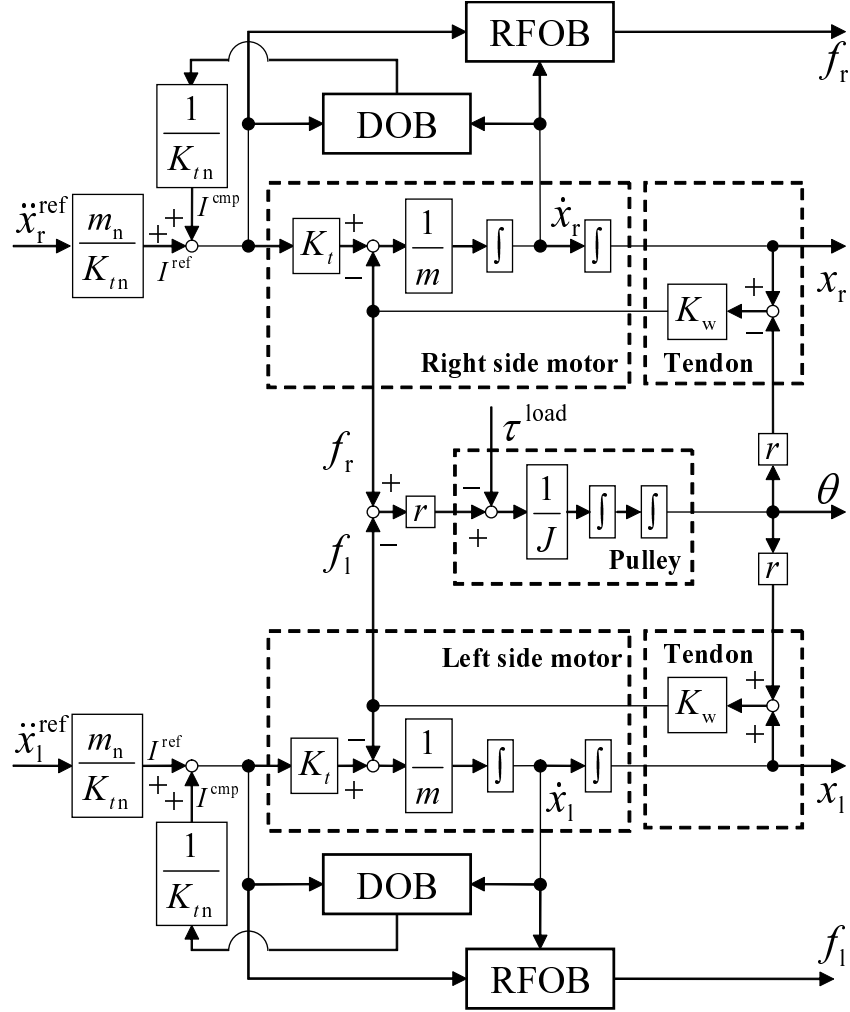 RFOB
f_r
1
K_tn
DOB
ẍ_r^ref
m_n
K_tn
+
+
I^cmp
I^ref
K_t
+
−
1
m
∫
ẋ_r
∫
x_r
K_w
+
−
Right side motor
Tendon
τ^load
f_r
+
r
−
+
1
J
∫
∫
r
θ
f_l
−
Pulley
r
Left side motor
Tendon
K_w
+
+
ẍ_l^ref
m_n
K_tn
I^ref
+
+
I^cmp
K_t
−
+
1
m
∫
ẋ_l
∫
x_l
1
K_tn
DOB
RFOB
f_l